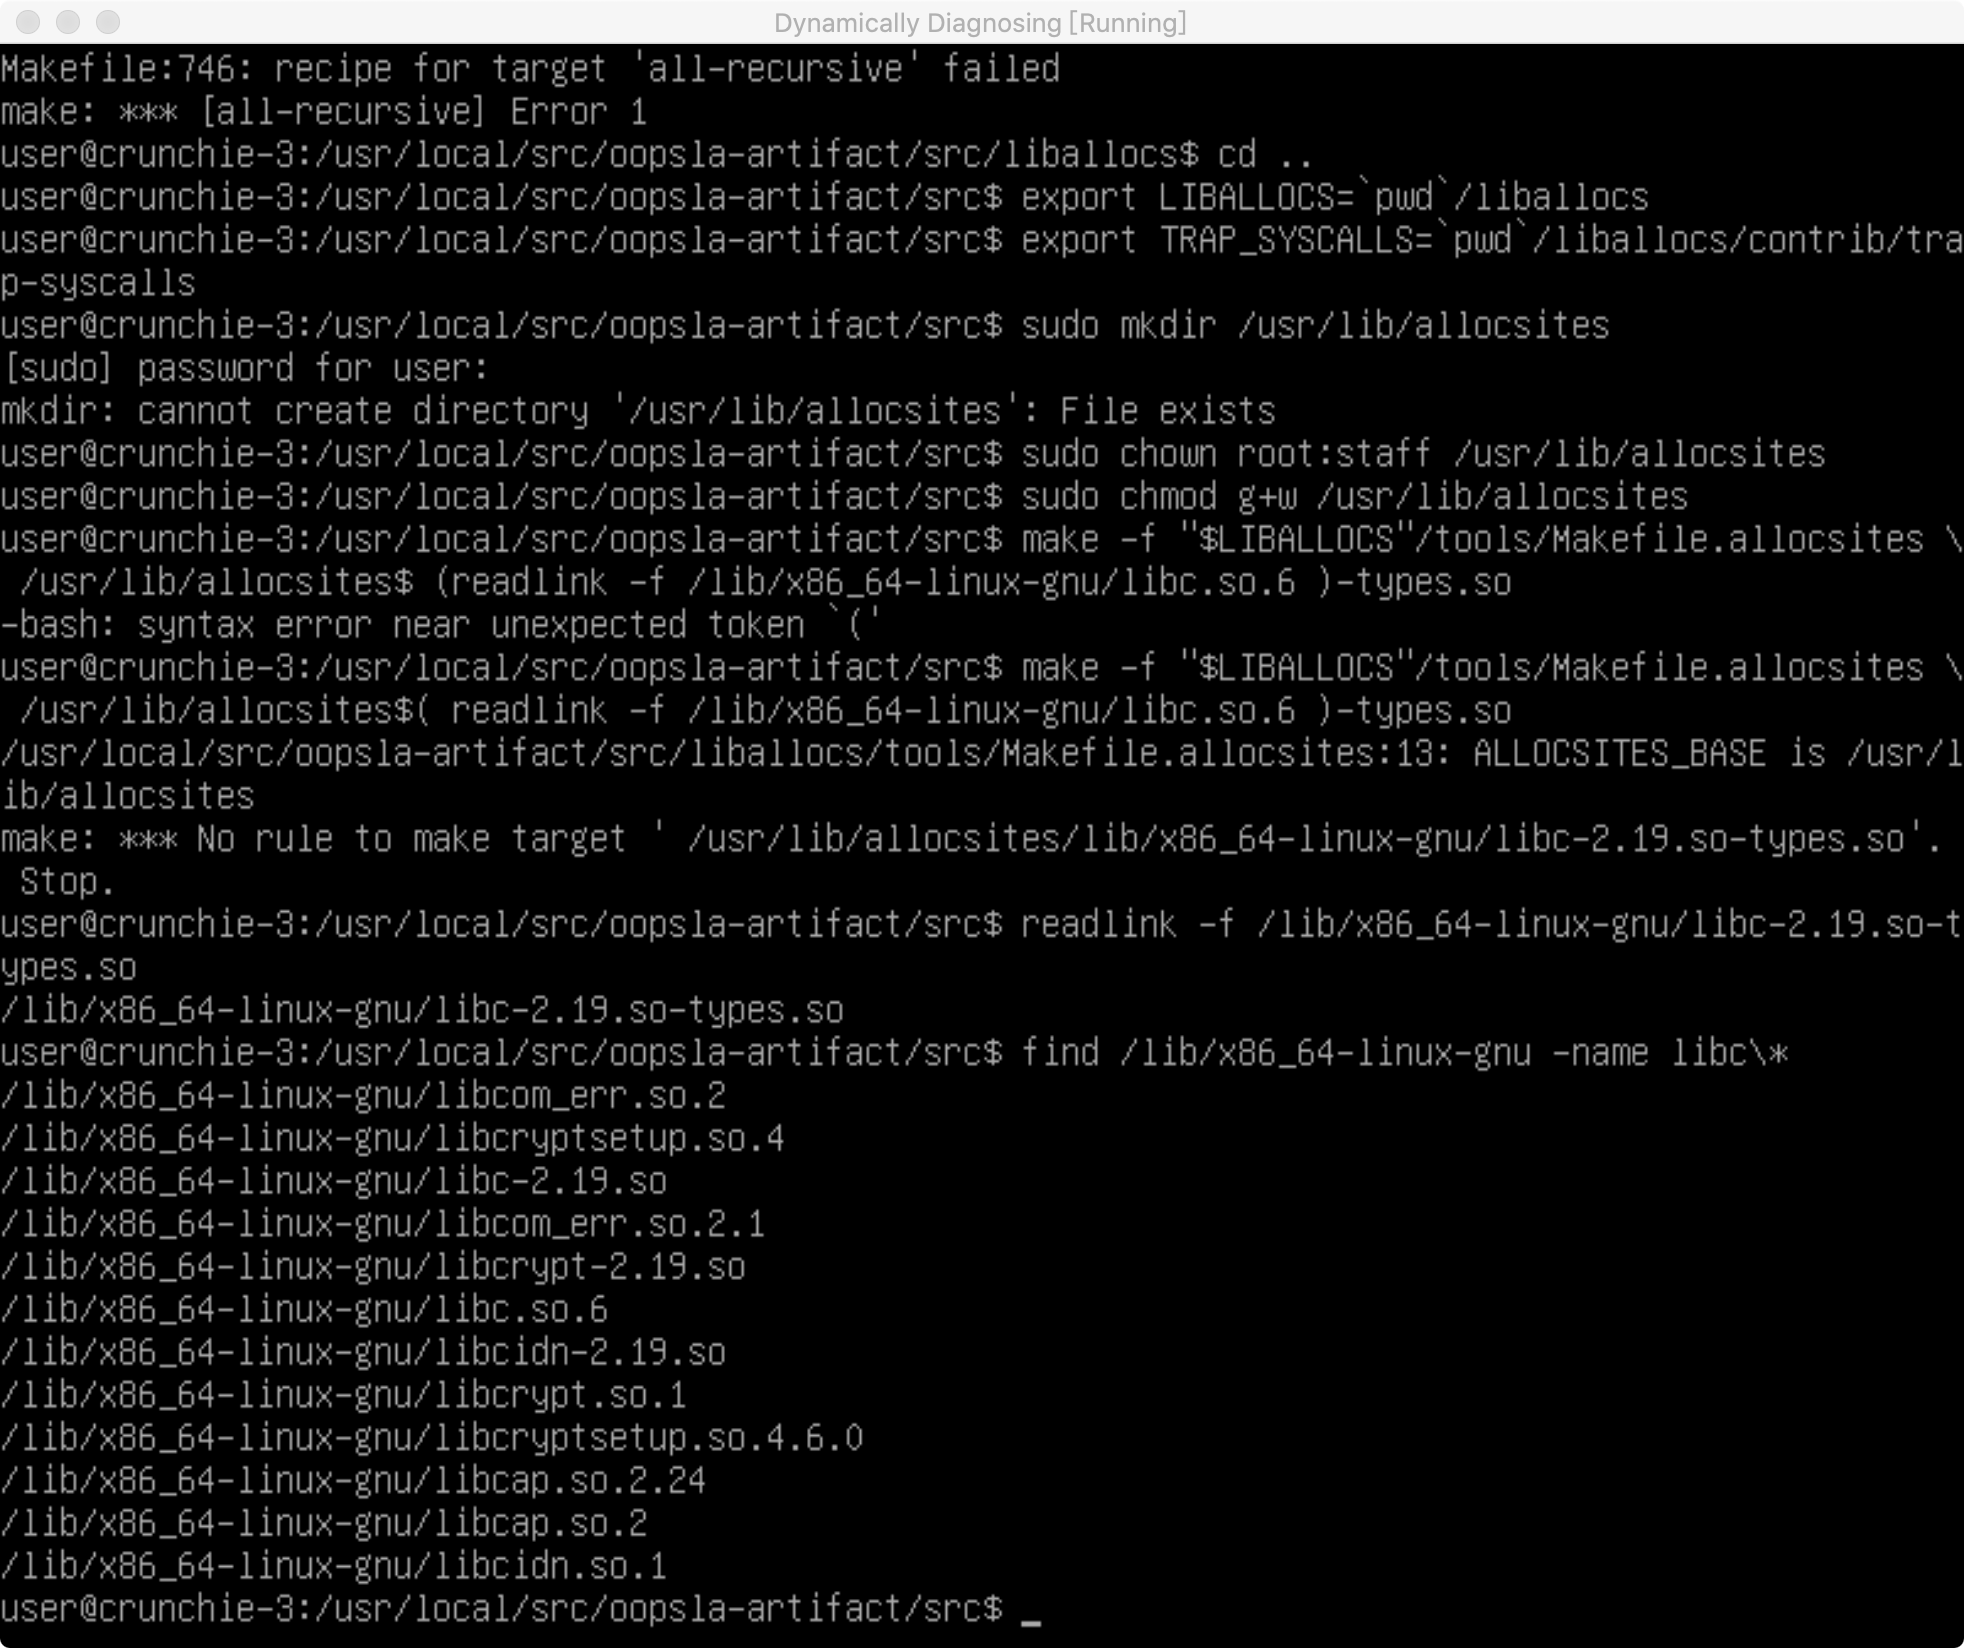 Dynamically Diagnosing [Running]
Makefile:746: recipe for target 'all-recursive' failed
make: *** [all-recursive] Error 1
user@crunchie-3:/usr/local/src/oopsla-artifact/src/liballocs$ cd ..
user@crunchie-3:/usr/local/src/oopsla-artifact/src$ export LIBALLOCS=`pwd`/liballocs
user@crunchie-3:/usr/local/src/oopsla-artifact/src$ export TRAP_SYSCALLS=`pwd`/liballocs/contrib/tra
p-syscalls
user@crunchie-3:/usr/local/src/oopsla-artifact/src$ sudo mkdir /usr/lib/allocsites
[sudo] password for user:
mkdir: cannot create directory '/usr/lib/allocsites': File exists
user@crunchie-3:/usr/local/src/oopsla-artifact/src$ sudo chown root:staff /usr/lib/allocsites
user@crunchie-3:/usr/local/src/oopsla-artifact/src$ sudo chmod g+w /usr/lib/allocsites
user@crunchie-3:/usr/local/src/oopsla-artifact/src$ make -f "$LIBALLOCS"/tools/Makefile.allocsites \
 /usr/lib/allocsites$ (readlink -f /lib/x86_64-linux-gnu/libc.so.6 )-types.so
-bash: syntax error near unexpected token `('
user@crunchie-3:/usr/local/src/oopsla-artifact/src$ make -f "$LIBALLOCS"/tools/Makefile.allocsites \
 /usr/lib/allocsites$( readlink -f /lib/x86_64-linux-gnu/libc.so.6 )-types.so
/usr/local/src/oopsla-artifact/src/liballocs/tools/Makefile.allocsites:13: ALLOCSITES_BASE is /usr/l
ib/allocsites
make: *** No rule to make target ' /usr/lib/allocsites/lib/x86_64-linux-gnu/libc-2.19.so-types.so'.
 Stop.
user@crunchie-3:/usr/local/src/oopsla-artifact/src$ readlink -f /lib/x86_64-linux-gnu/libc-2.19.so-t
ypes.so
/lib/x86_64-linux-gnu/libc-2.19.so-types.so
user@crunchie-3:/usr/local/src/oopsla-artifact/src$ find /lib/x86_64-linux-gnu -name libc\*
/lib/x86_64-linux-gnu/libcom_err.so.2
/lib/x86_64-linux-gnu/libcryptsetup.so.4
/lib/x86_64-linux-gnu/libc-2.19.so
/lib/x86_64-linux-gnu/libcom_err.so.2.1
/lib/x86_64-linux-gnu/libcrypt-2.19.so
/lib/x86_64-linux-gnu/libc.so.6
/lib/x86_64-linux-gnu/libcidn-2.19.so
/lib/x86_64-linux-gnu/libcrypt.so.1
/lib/x86_64-linux-gnu/libcryptsetup.so.4.6.0
/lib/x86_64-linux-gnu/libcap.so.2.24
/lib/x86_64-linux-gnu/libcap.so.2
/lib/x86_64-linux-gnu/libcidn.so.1
user@crunchie-3:/usr/local/src/oopsla-artifact/src$ _